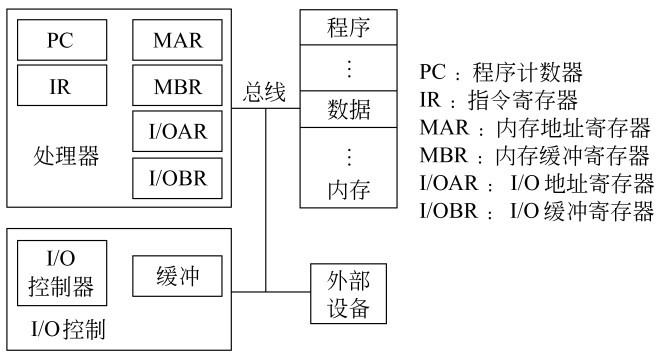 PC
MAR
IR
MBR
I/OAR
处理器
I/OBR
总线
程序
⋮
数据
⋮
内存
PC：程序计数器
IR：指令寄存器
MAR：内存地址寄存器
MBR：内存缓冲寄存器
I/OAR：I/O地址寄存器
I/OBR：I/O缓冲寄存器
I/O
控制器
缓冲
I/O控制
外部
设备